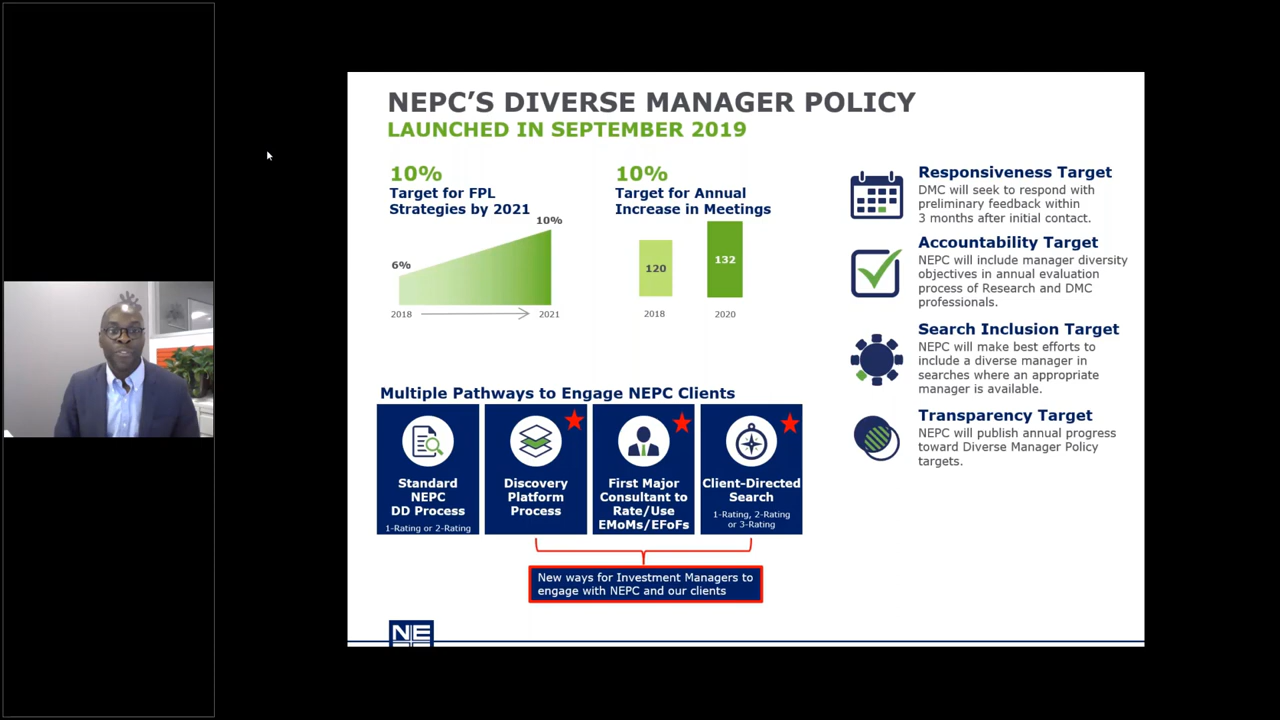 NEPC'S DIVERSE MANAGER POLICY
LAUNCHED IN SEPTEMBER 2019
10%
Target for FPL
Strategies by 2021
10%
6%
2018
2021
10%
Target for Annual
Increase in Meetings
120
132
2018
2020
Responsiveness Target
DMC will seek to respond with
preliminary feedback within
3 months after initial contact.
Accountability Target
NEPC will include manager diversity
objectives in annual evaluation
process of Research and DMC
professionals.
Search Inclusion Target
NEPC will make best efforts to
include a diverse manager in
searches where an appropriate
manager is available.
Transparency Target
NEPC will publish annual progress
toward Diverse Manager Policy
targets.
Multiple Pathways to Engage NEPC Clients
Standard
NEPC
DD Process
1-Rating or 2-Rating
Discovery
Platform
Process
First Major
Consultant to
Rate/Use
EMoMs/EFoFs
Client-Directed
Search
1-Rating, 2-Rating
or 3-Rating
New ways for Investment Managers to
engage with NEPC and our clients
NE